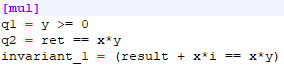 [mul]
q1 = y >= 0
q2 = ret == x*y
invariant_1 = (result + x*i == x*y)